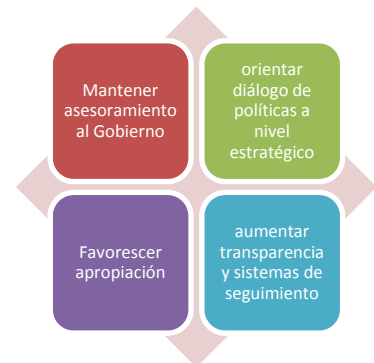 Mantener
asesoramiento
al Gobierno
orientar
diálogo de
políticas a
nivel
estratégico
Favorescer
apropiación
aumentar
transparencia
y sistemas de
seguimiento